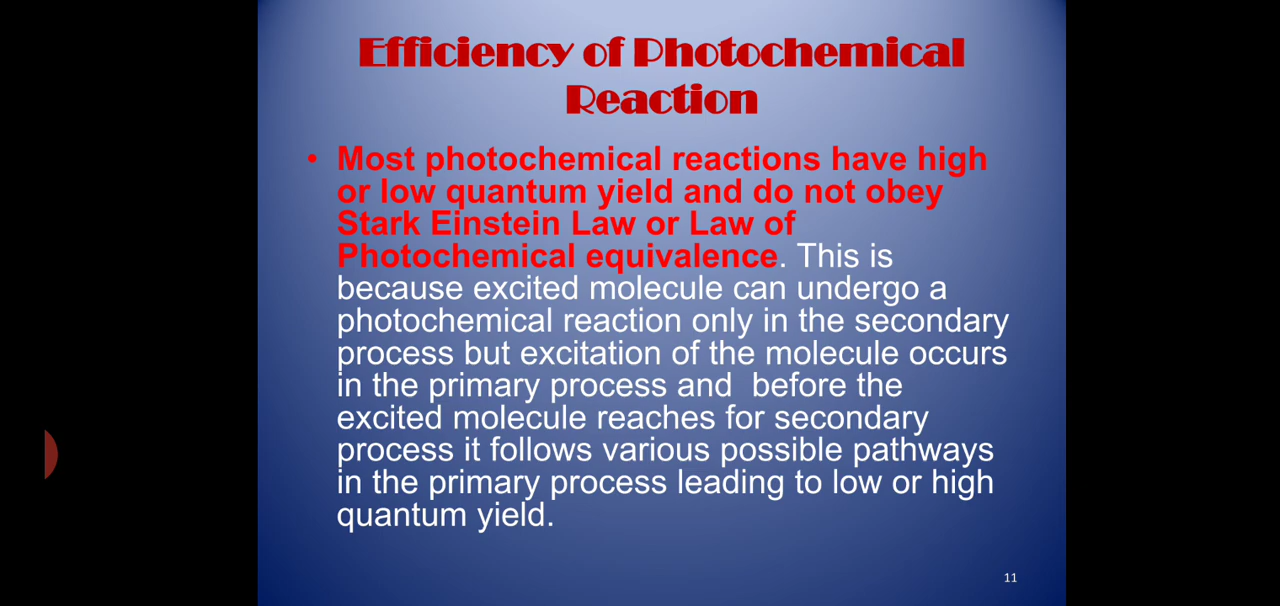 Efficiency of Photochemical
Reaction
• Most photochemical reactions have high
or low quantum yield and do not obey
Stark Einstein Law or Law of
Photochemical equivalence. This is
because excited molecule can undergo a
photochemical reaction only in the secondary
process but excitation of the molecule occurs
in the primary process and  before the
excited molecule reaches for secondary
process it follows various possible pathways
in the primary process leading to low or high
quantum yield.
11